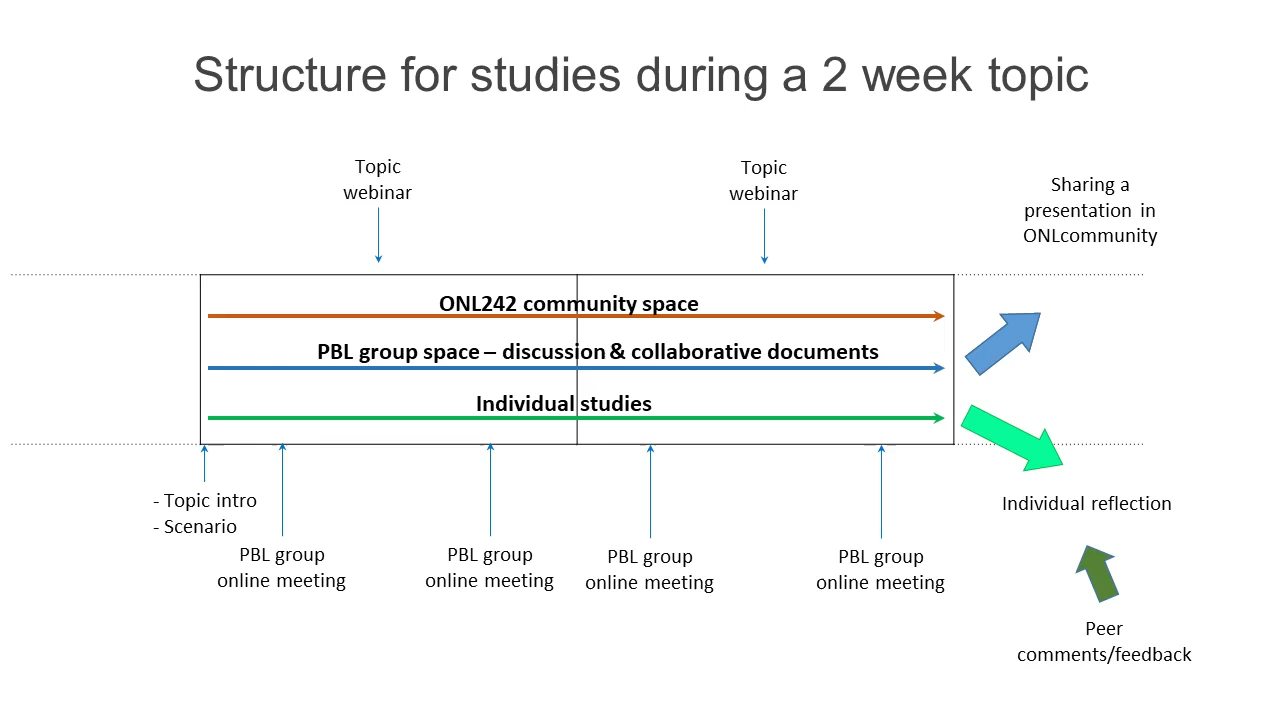 Structure for studies during a 2 week topic
Topic
webinar
Topic
webinar
Sharing a
presentation in
ONLcommunity
ONL242 community space
PBL group space – discussion & collaborative documents
Individual studies
- Topic intro
- Scenario
PBL group
online meeting
PBL group
online meeting
PBL group
online meeting
PBL group
online meeting
Individual reflection
Peer
comments/feedback